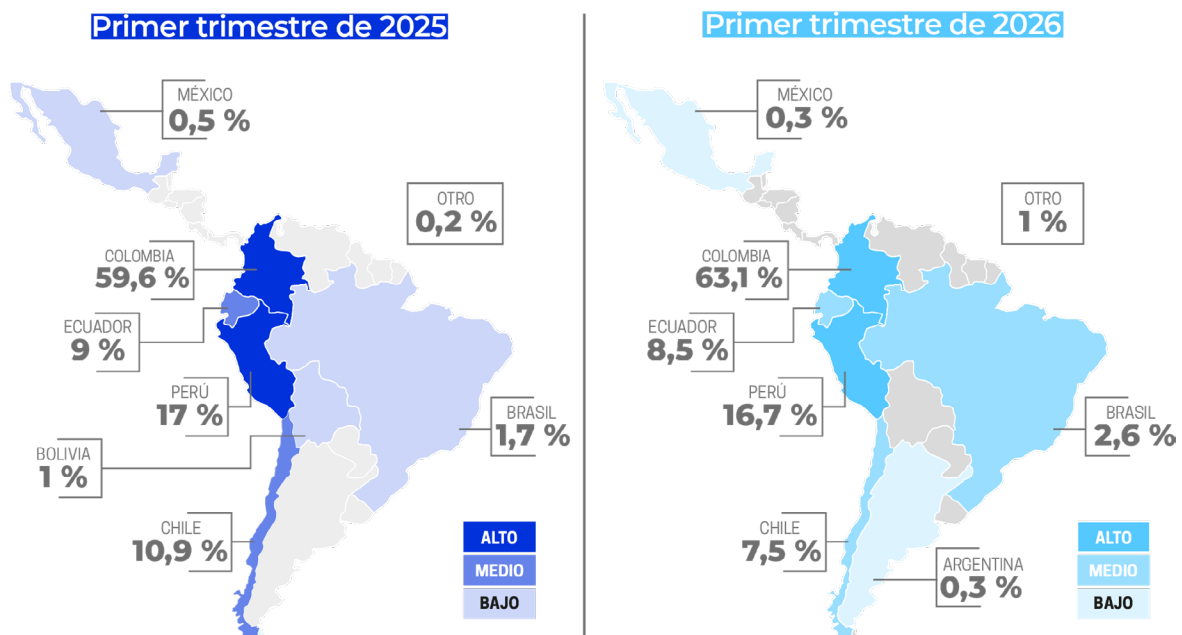 Primer trimestre de 2025
MÉXICO
0,5 %
OTRO
0,2 %
COLOMBIA
59,6 %
ECUADOR
9 %
PERÚ
17 %
BRASIL
1,7 %
BOLIVIA
1 %
CHILE
10,9 %
ALTO
MEDIO
BAJO
Primer trimestre de 2026
MÉXICO
0,3 %
OTRO
1 %
COLOMBIA
63,1 %
ECUADOR
8,5 %
PERÚ
16,7 %
BRASIL
2,6 %
CHILE
7,5 %
ARGENTINA
0,3 %
ALTO
MEDIO
BAJO